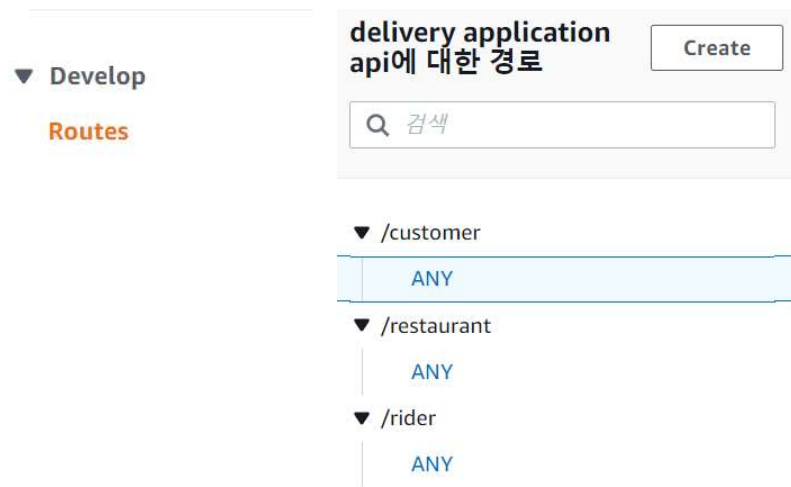 Develop
Routes
delivery application
api에 대한 경로
Create
검색
/customer
ANY
/restaurant
ANY
/rider
ANY